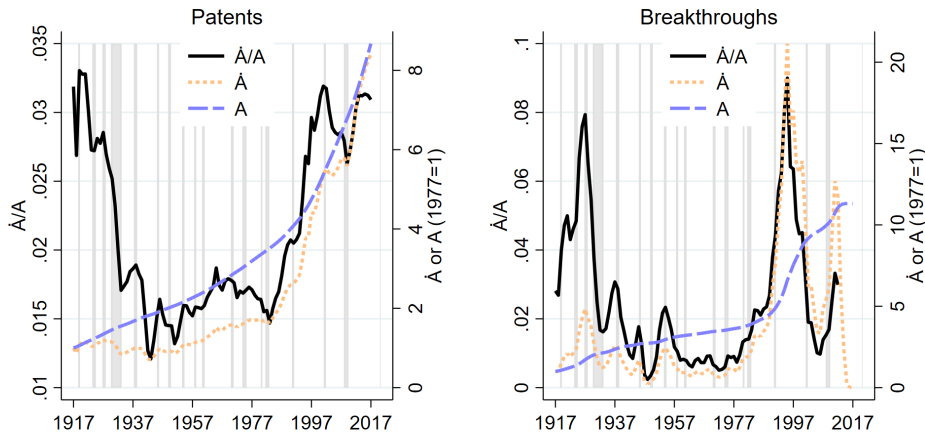 Patents
.035
.03
.025
.02
.015
.01
Ȧ/A
8
6
4
2
0
Ȧ or A (1977=1)
Ȧ/A
Ȧ
A
1917 1937 1957 1977 1997 2017
Breakthroughs
.1
.08
.06
.04
.02
0
Ȧ/A
20
15
10
5
0
Ȧ or A (1977=1)
Ȧ/A
Ȧ
A
1917 1937 1957 1977 1997 2017